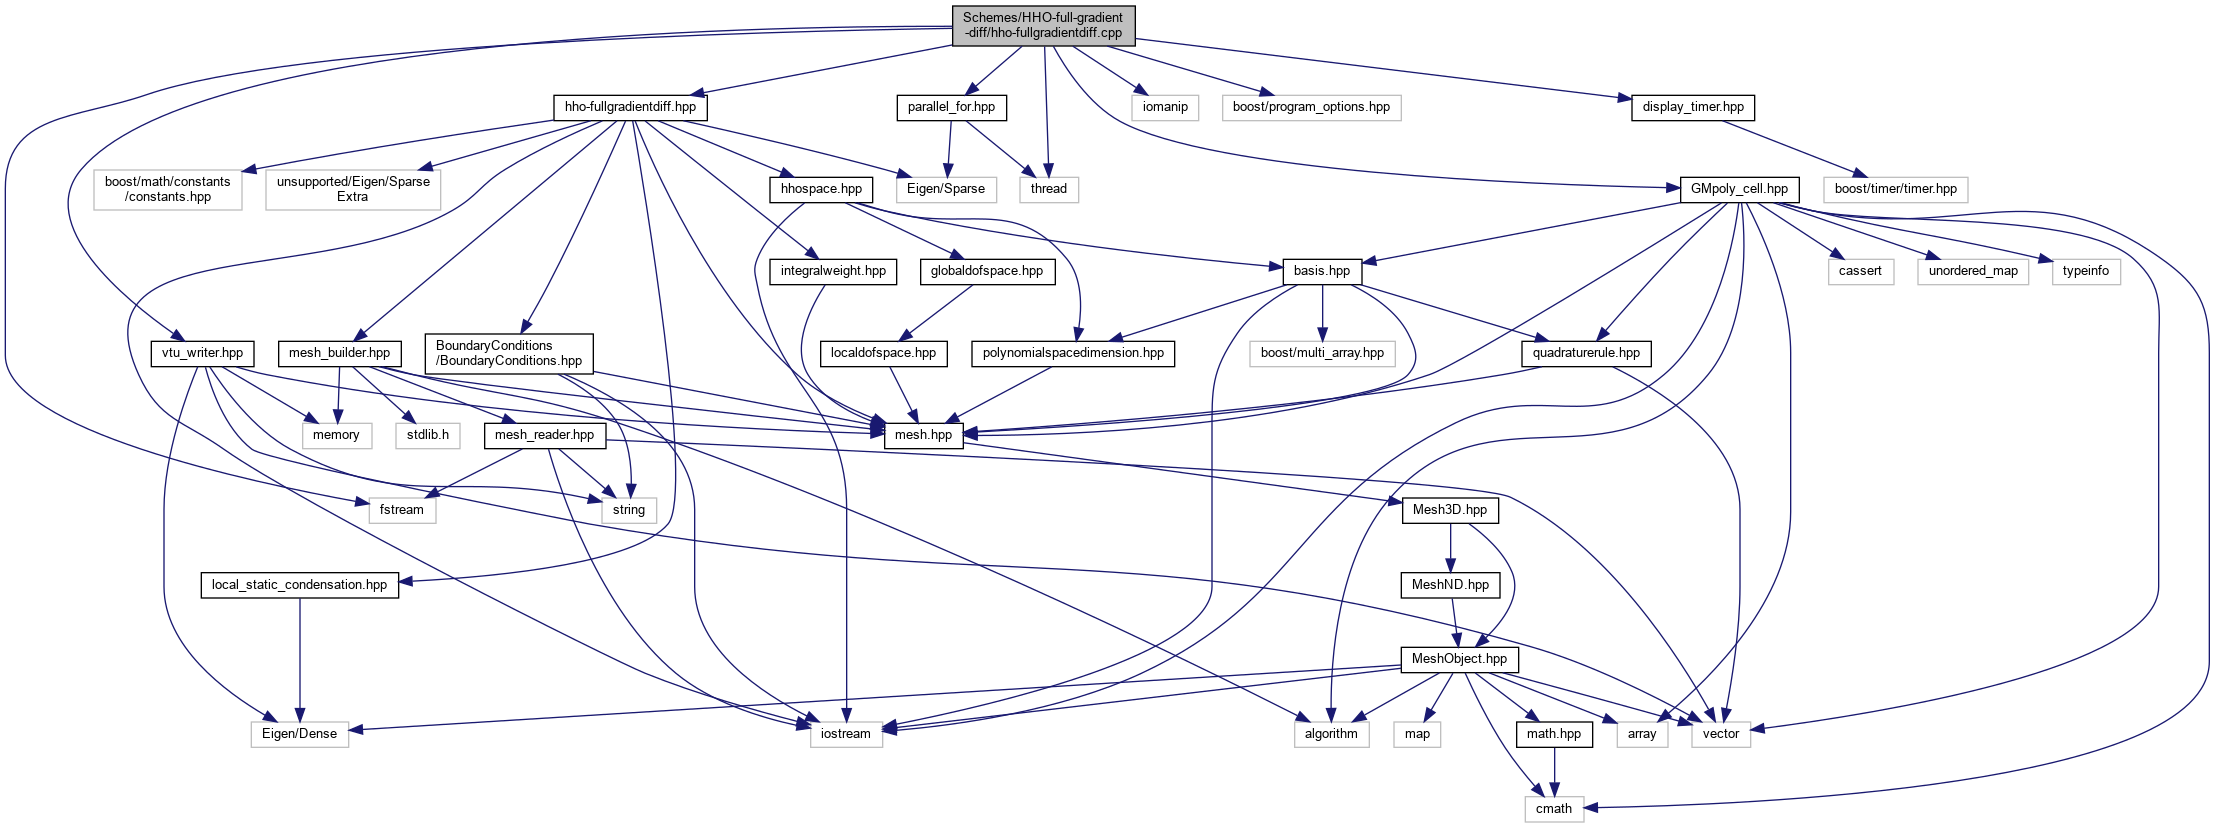 Schemes/HHO-full-gradient
-diff/hho-fullgradientdiff.cpp
hho-fullgradientdiff.hpp
parallel_for.hpp
iomanip
boost/program_options.hpp
display_timer.hpp
boost/math/constants
/constants.hpp
unsupported/Eigen/Sparse
Extra
hhospace.hpp
Eigen/Sparse
thread
GMpoly_cell.hpp
boost/timer/timer.hpp
integralweight.hpp
globaldofspace.hpp
basis.hpp
cassert
unordered_map
typeinfo
vtu_writer.hpp
mesh_builder.hpp
BoundaryConditions
/BoundaryConditions.hpp
localdofspace.hpp
polynomialspacedimension.hpp
boost/multi_array.hpp
quadraturerule.hpp
memory
stdlib.h
mesh_reader.hpp
mesh.hpp
fstream
string
Mesh3D.hpp
local_static_condensation.hpp
MeshND.hpp
MeshObject.hpp
Eigen/Dense
iostream
algorithm
map
math.hpp
array
vector
cmath